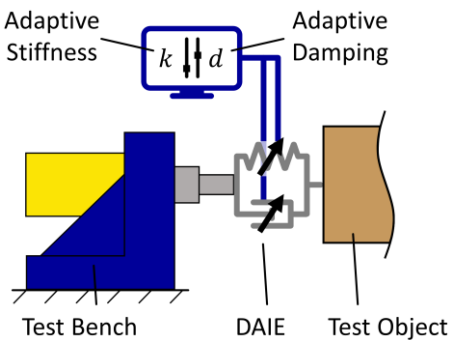 Adaptive Adaptive
Stiffness Damping
k d
Test Bench DAIE Test Object